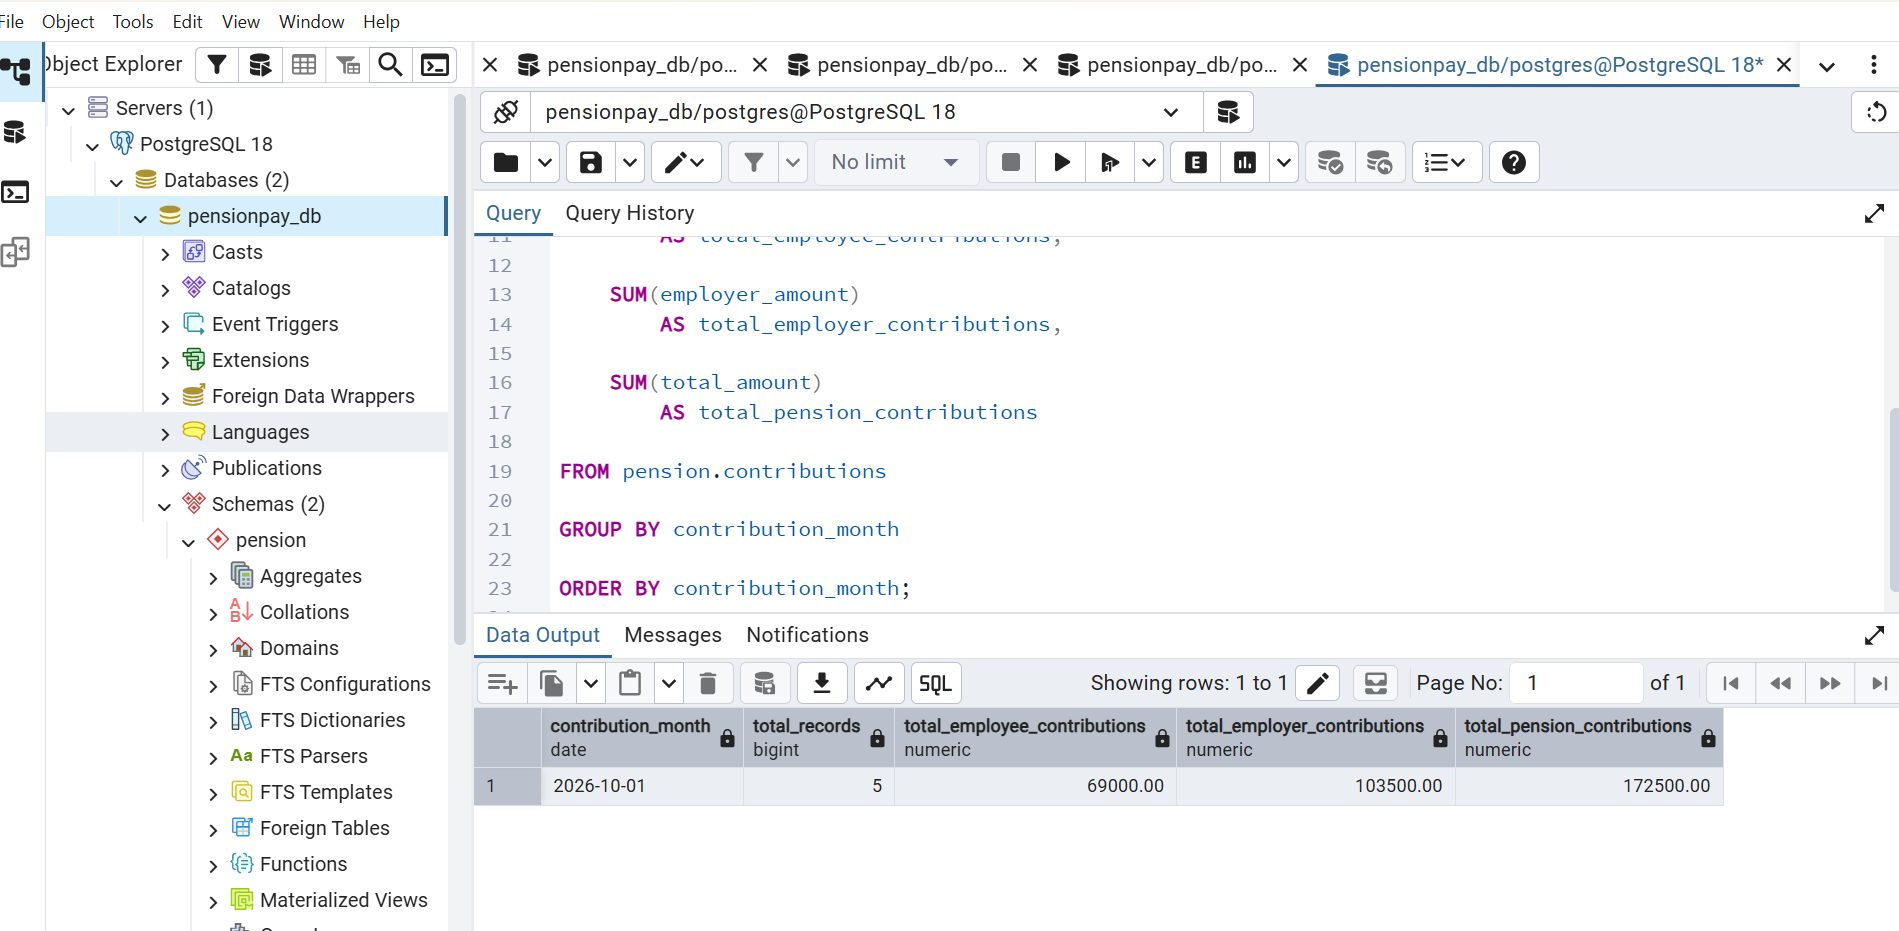 File Object Tools Edit View Window Help
Object Explorer
pensionpay_db/po...
pensionpay_db/po...
pensionpay_db/po...
pensionpay_db/postgres@PostgreSQL 18*
Servers (1)
PostgreSQL 18
Databases (2)
pensionpay_db
Casts
Catalogs
Event Triggers
Extensions
Foreign Data Wrappers
Languages
Publications
Schemas (2)
pension
Aggregates
Collations
Domains
FTS Configurations
FTS Dictionaries
Aa FTS Parsers
FTS Templates
Foreign Tables
Functions
Materialized Views
pensionpay_db/postgres@PostgreSQL 18
No limit
E
Query Query History
11 AS total_employee_contributions,
12
13 SUM(employer_amount)
14 AS total_employer_contributions,
15
16 SUM(total_amount)
17 AS total_pension_contributions
18
19 FROM pension.contributions
20
21 GROUP BY contribution_month
22
23 ORDER BY contribution_month;
Data Output Messages Notifications
SQL Showing rows: 1 to 1 Page No: 1 of 1
contribution_month total_records total_employee_contributions total_employer_contributions total_pension_contributions
date bigint numeric numeric numeric
1 2026-10-01 5 69000.00 103500.00 172500.00